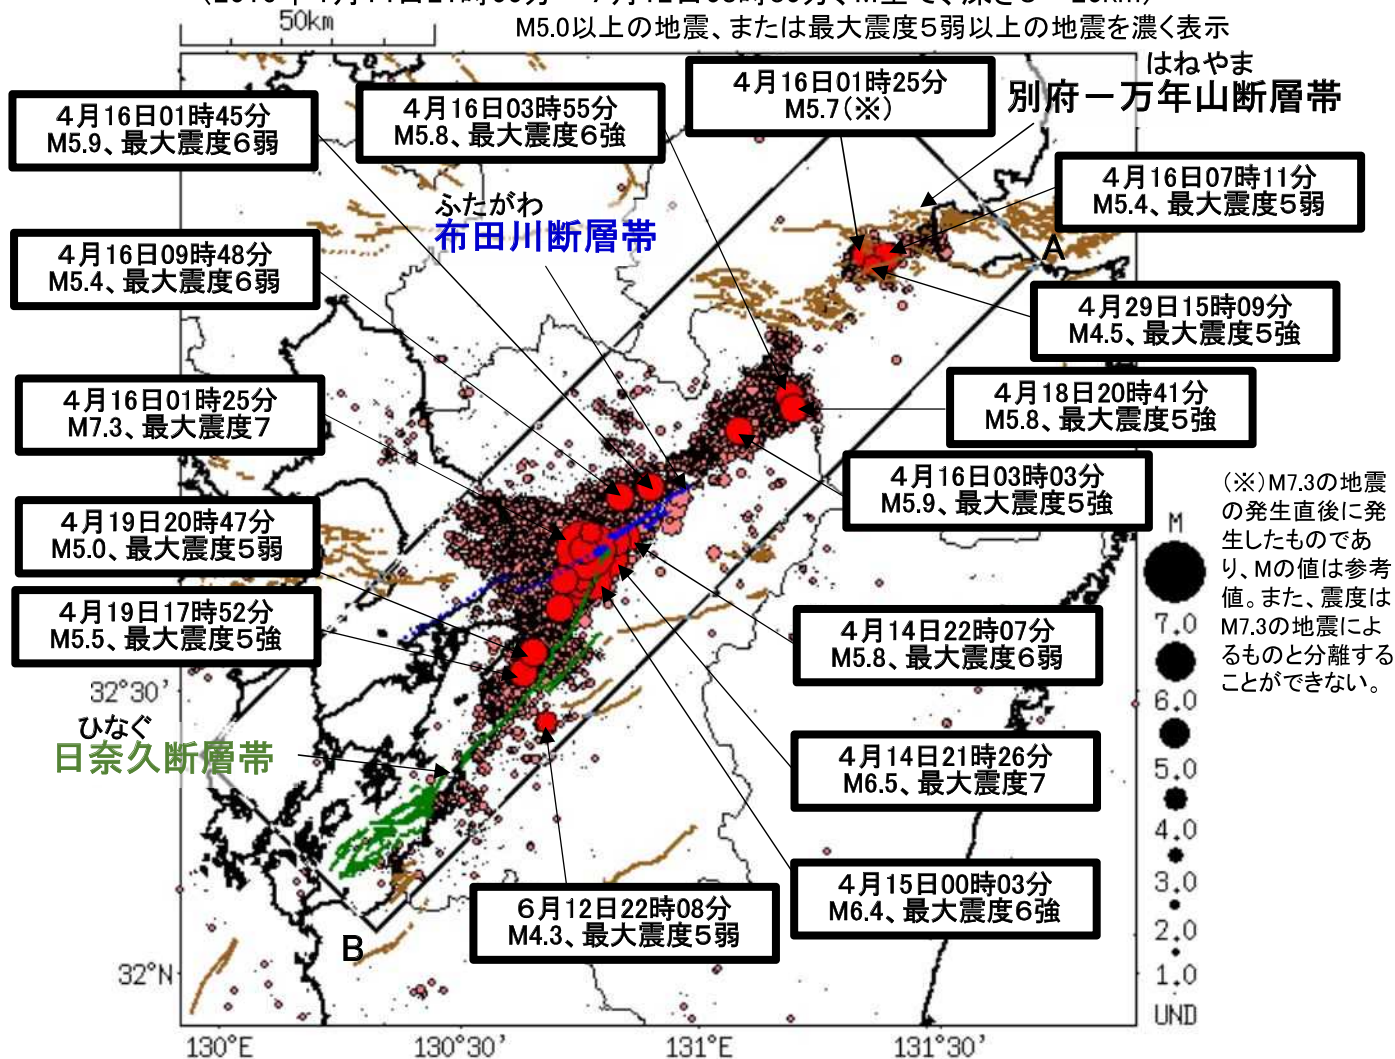 50km
M5.0以上の地震、または最大震度5弱以上の地震を濃く表示
はねやま
別府－万年山断層帯
4月16日01時25分
M5.7(※)
4月16日03時55分
M5.8、最大震度6強
4月16日01時45分
M5.9、最大震度6弱
4月16日07時11分
M5.4、最大震度5弱
ふたがわ
布田川断層帯
A
4月16日09時48分
M5.4、最大震度6弱
4月29日15時09分
M4.5、最大震度5強
4月16日01時25分
M7.3、最大震度7
4月18日20時41分
M5.8、最大震度5強
4月16日03時03分
M5.9、最大震度5強
(※)M7.3の地震
の発生直後に発
生したものであ
り、Mの値は参考
値。また、震度は
M7.3の地震によ
るものと分離する
ことができない。
4月19日20時47分
M5.0、最大震度5弱
4月19日17時52分
M5.5、最大震度5強
4月14日22時07分
M5.8、最大震度6弱
32°30'
ひなぐ
日奈久断層帯
4月14日21時26分
M6.5、最大震度7
4月15日00時03分
M6.4、最大震度6強
6月12日22時08分
M4.3、最大震度5弱
B
32°N
M
7.0
6.0
5.0
4.0
3.0
2.0
1.0
UND
130°E
130°30'
131°E
131°30'